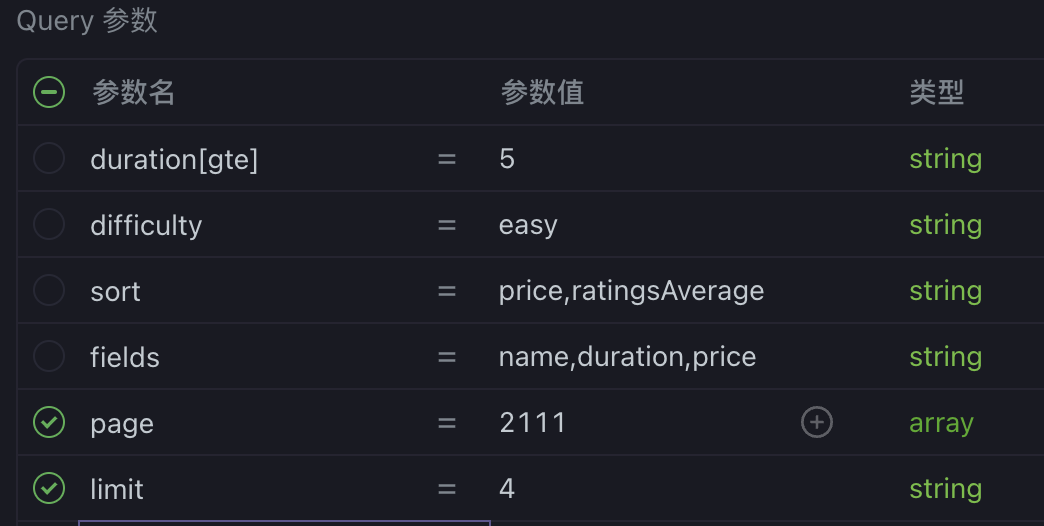 Query 参数
参数名 参数值 类型
duration[gte] = 5 string
difficulty = easy string
sort = price,ratingsAverage string
fields = name,duration,price string
page = 2111 array
limit = 4 string